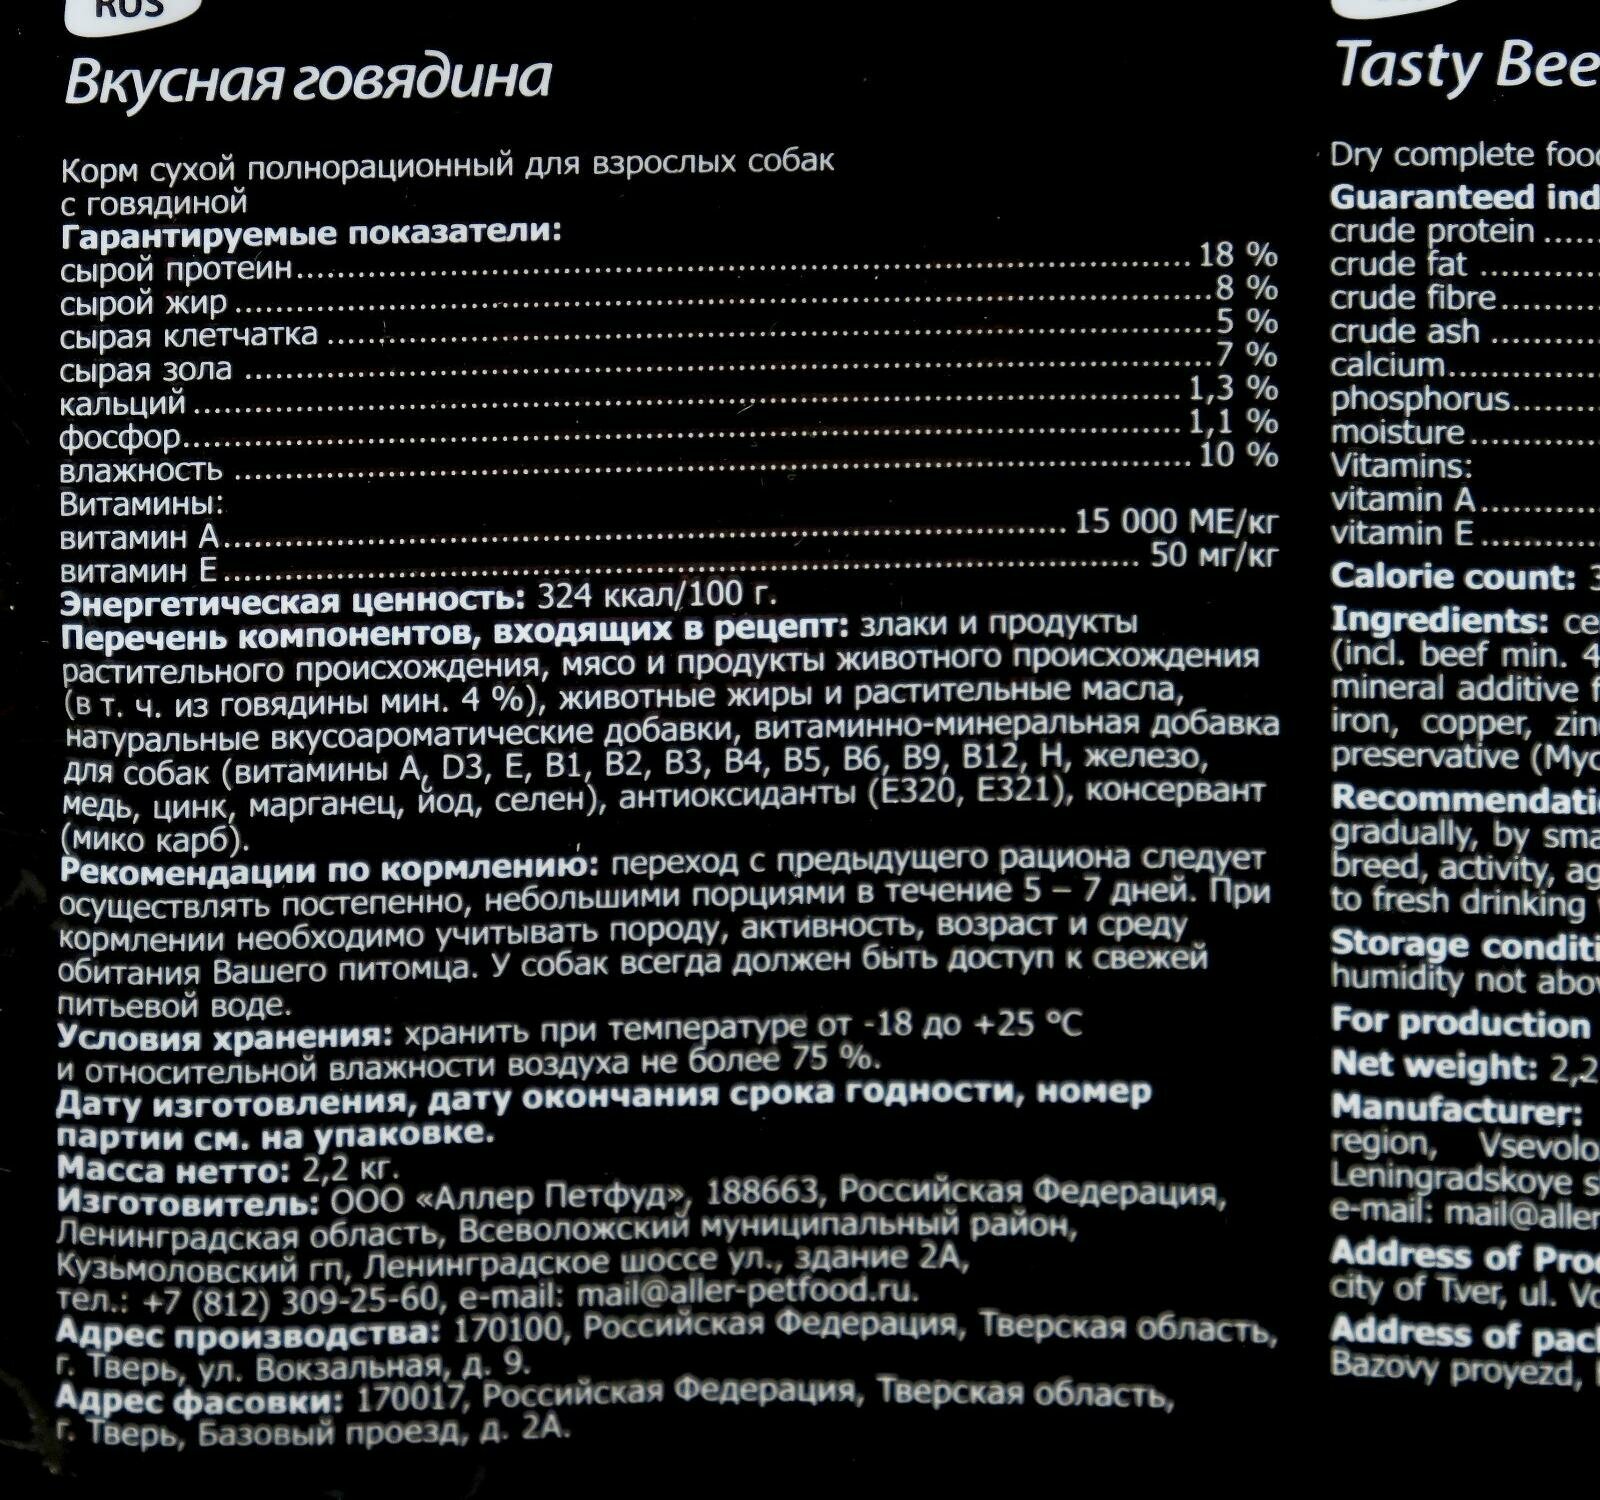 RUS
Вкусная говядина
Корм сухой полнорационный для взрослых собак
с говядиной
Гарантируемые показатели:
сырой протеин 18 %
сырой жир 8 %
сырая клетчатка 5 %
сырая зола 7 %
кальций 1,3 %
фосфор 1,1 %
влажность 10 %
Витамины:
витамин А 15 000 МЕ/кг
витамин Е 50 мг/кг
Энергетическая ценность: 324 ккал/100 г.
Перечень компонентов, входящих в рецепт: злаки и продукты
растительного происхождения, мясо и продукты животного происхождения
(в т. ч. из говядины мин. 4 %), животные жиры и растительные масла,
натуральные вкусоароматические добавки, витаминно-минеральная добавка
для собак (витамины A, D3, E, B1, B2, B3, B4, B5, B6, B9, B12, H, железо,
медь, цинк, марганец, йод, селен), антиоксиданты (E320, E321), консервант
(мико карб).
Рекомендации по кормлению: переход с предыдущего рациона следует
осуществлять постепенно, небольшими порциями в течение 5 – 7 дней. При
кормлении необходимо учитывать породу, активность, возраст и среду
обитания Вашего питомца. У собак всегда должен быть доступ к свежей
питьевой воде.
Условия хранения: хранить при температуре от -18 до +25 °С
и относительной влажности воздуха не более 75 %.
Дату изготовления, дату окончания срока годности, номер
партии см. на упаковке.
Масса нетто: 2,2 кг.
Изготовитель: ООО «Аллер Петфуд», 188663, Российская Федерация,
Ленинградская область, Всеволожский муниципальный район,
Кузьмоловский гп, Ленинградское шоссе ул., здание 2А,
тел.: +7 (812) 309-25-60, e-mail: mail@aller-petfood.ru.
Адрес производства: 170100, Российская Федерация, Тверская область,
г. Тверь, ул. Вокзальная, д. 9.
Адрес фасовки: 170017, Российская Федерация, Тверская область,
г. Тверь, Базовый проезд, д. 2А.
Tasty Bee
Dry complete foo
Guaranteed ind
crude protein
crude fat
crude fibre
crude ash
calcium
phosphorus
moisture
Vitamins:
vitamin A
vitamin E
Calorie count: 3
Ingredients: ce
(incl. beef min. 4
mineral additive f
iron, copper, zin
preservative (Myc
Recommendati
gradually, by sma
breed, activity, ag
to fresh drinking
Storage conditi
humidity not abov
For production
Net weight: 2,2
Manufacturer:
region, Vsevolo
Leningradskoye s
e-mail: mail@aller
Address of Pro
city of Tver, ul. Vo
Address of pac
Bazovy proyezd,